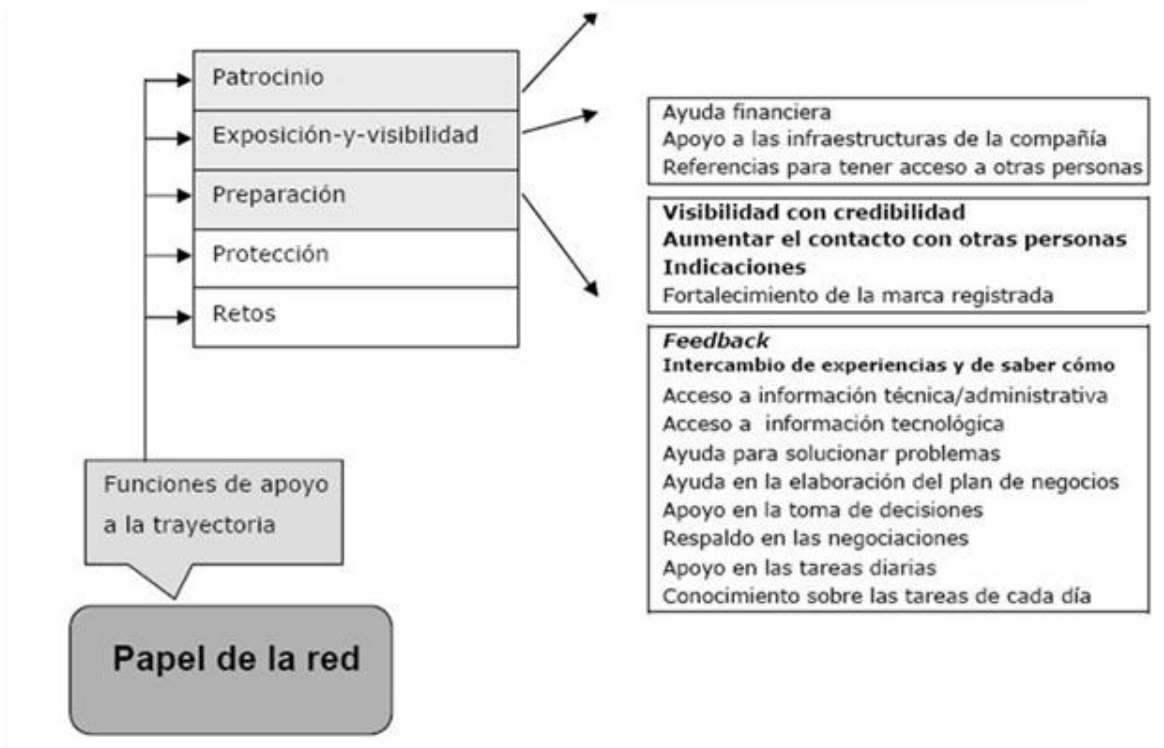 Patrocinio
Exposición-y-visibilidad
Preparación
Protección
Retos
Funciones de apoyo
a la trayectoria
Papel de la red
Ayuda financiera
Apoyo a las infraestructuras de la compañía
Referencias para tener acceso a otras personas
Visibilidad con credibilidad
Aumentar el contacto con otras personas
Indicaciones
Fortalecimiento de la marca registrada
Feedback
Intercambio de experiencias y de saber cómo
Acceso a información técnica/administrativa
Acceso a información tecnológica
Ayuda para solucionar problemas
Ayuda en la elaboración del plan de negocios
Apoyo en la toma de decisiones
Respaldo en las negociaciones
Apoyo en las tareas diarias
Conocimiento sobre las tareas de cada día